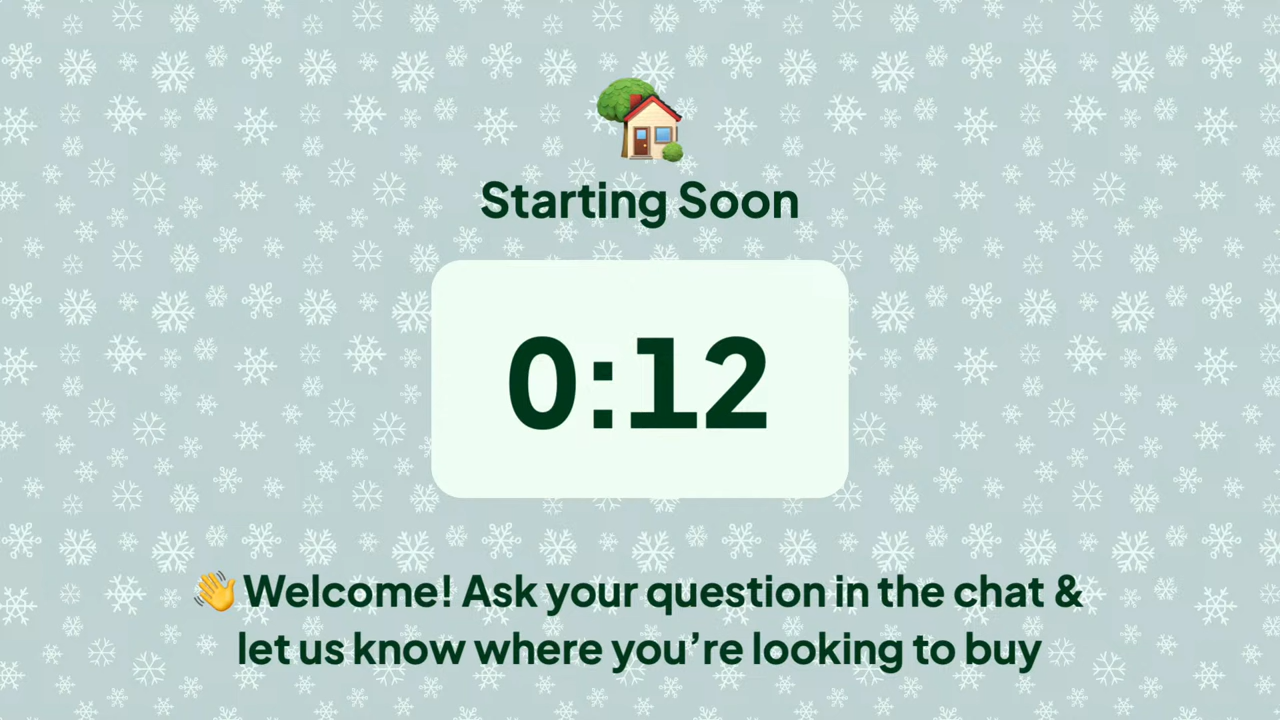 Starting Soon
0:12
👋 Welcome! Ask your question in the chat &
let us know where you’re looking to buy